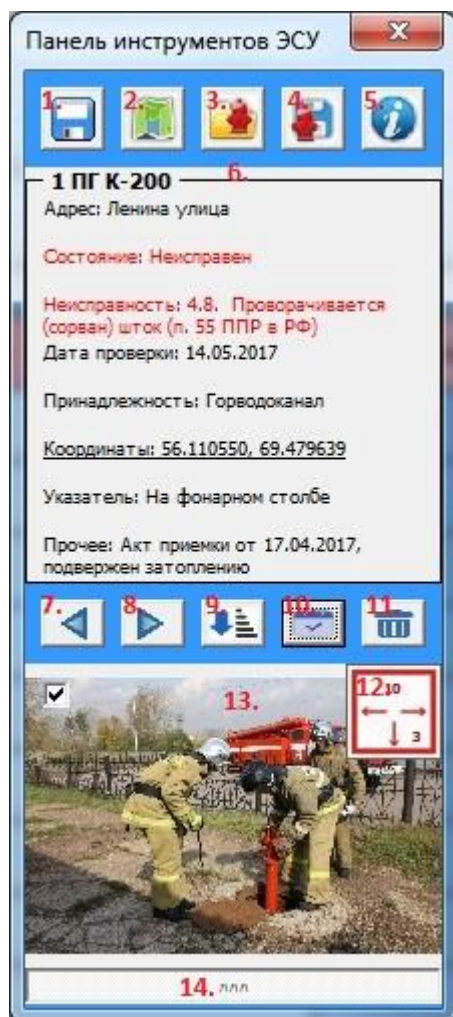 Панель инструментов ЭСУ
1. 2. 3. 4. 5.
6.
1 ПГ К-200
Адрес: Ленина улица
Состояние: Неисправен
Неисправность: 4.8. Проворачивается
(сорван) шток (п. 55 ППР в РФ)
Дата проверки: 14.05.2017
Принадлежность: Горводоканал
Координаты: 56.110550, 69.479639
Указатель: На фонарном столбе
Прочее: Акт приемки от 17.04.2017,
подвержен затоплению
7. 8. 9. 10. 11.
12. 10
3
13.
14. ^^^